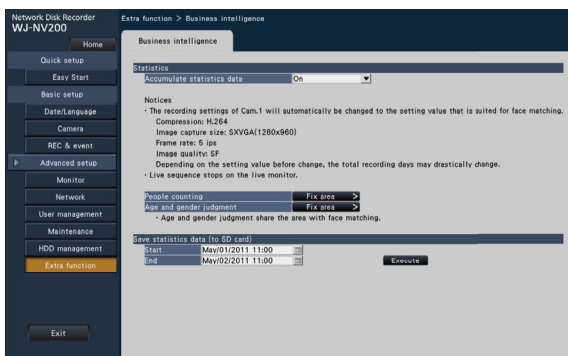 Network Disk Recorder
WJ-NV200
Home
Quick setup
Easy Start
Basic setup
Date/Language
Camera
REC & event
Advanced setup
Monitor
Network
User management
Maintenance
HDD management
Extra function
Exit
Extra function > Business intelligence
Business intelligence
Statistics
Accumulate statistics data On
Notices
・The recording settings of Cam.1 will automatically be changed to the setting value that is suited for face matching.
Compression: H.264
Image capture size: SXVGA(1280x960)
Frame rate: 5 ips
Image quality: SF
Depending on the setting value before change, the total recording days may drastically change.
・Live sequence stops on the live monitor.
People counting Fix area >
Age and gender judgment Fix area >
・Age and gender judgment share the area with face matching.
Save statistics data (to SD card)
Start May/01/2011 11:00
End May/02/2011 11:00 Execute